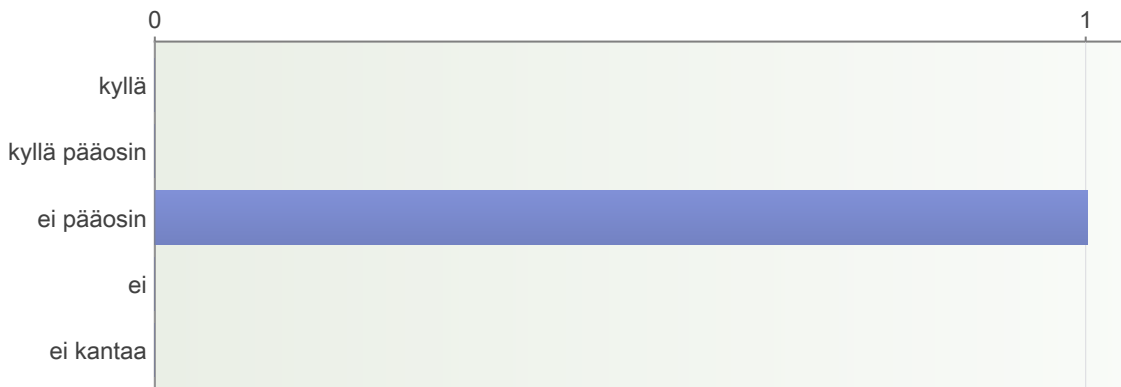 0 1
kyllä
kyllä pääosin
ei pääosin
ei
ei kantaa